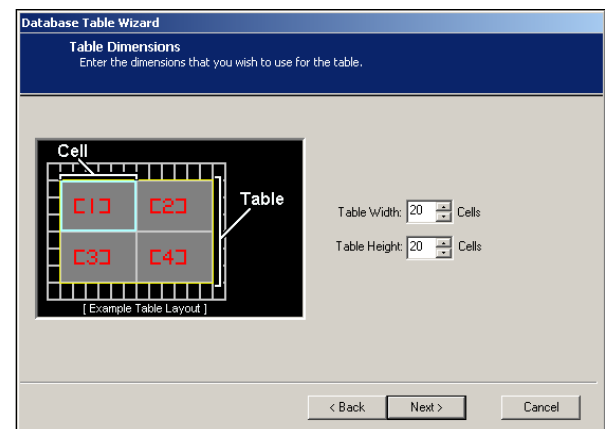 Database Table Wizard
Table Dimensions
Enter the dimensions that you wish to use for the table.
Cell
[1] [2]
Table
[3] [4]
[ Example Table Layout ]
Table Width: 20 Cells
Table Height: 20 Cells
< Back Next > Cancel